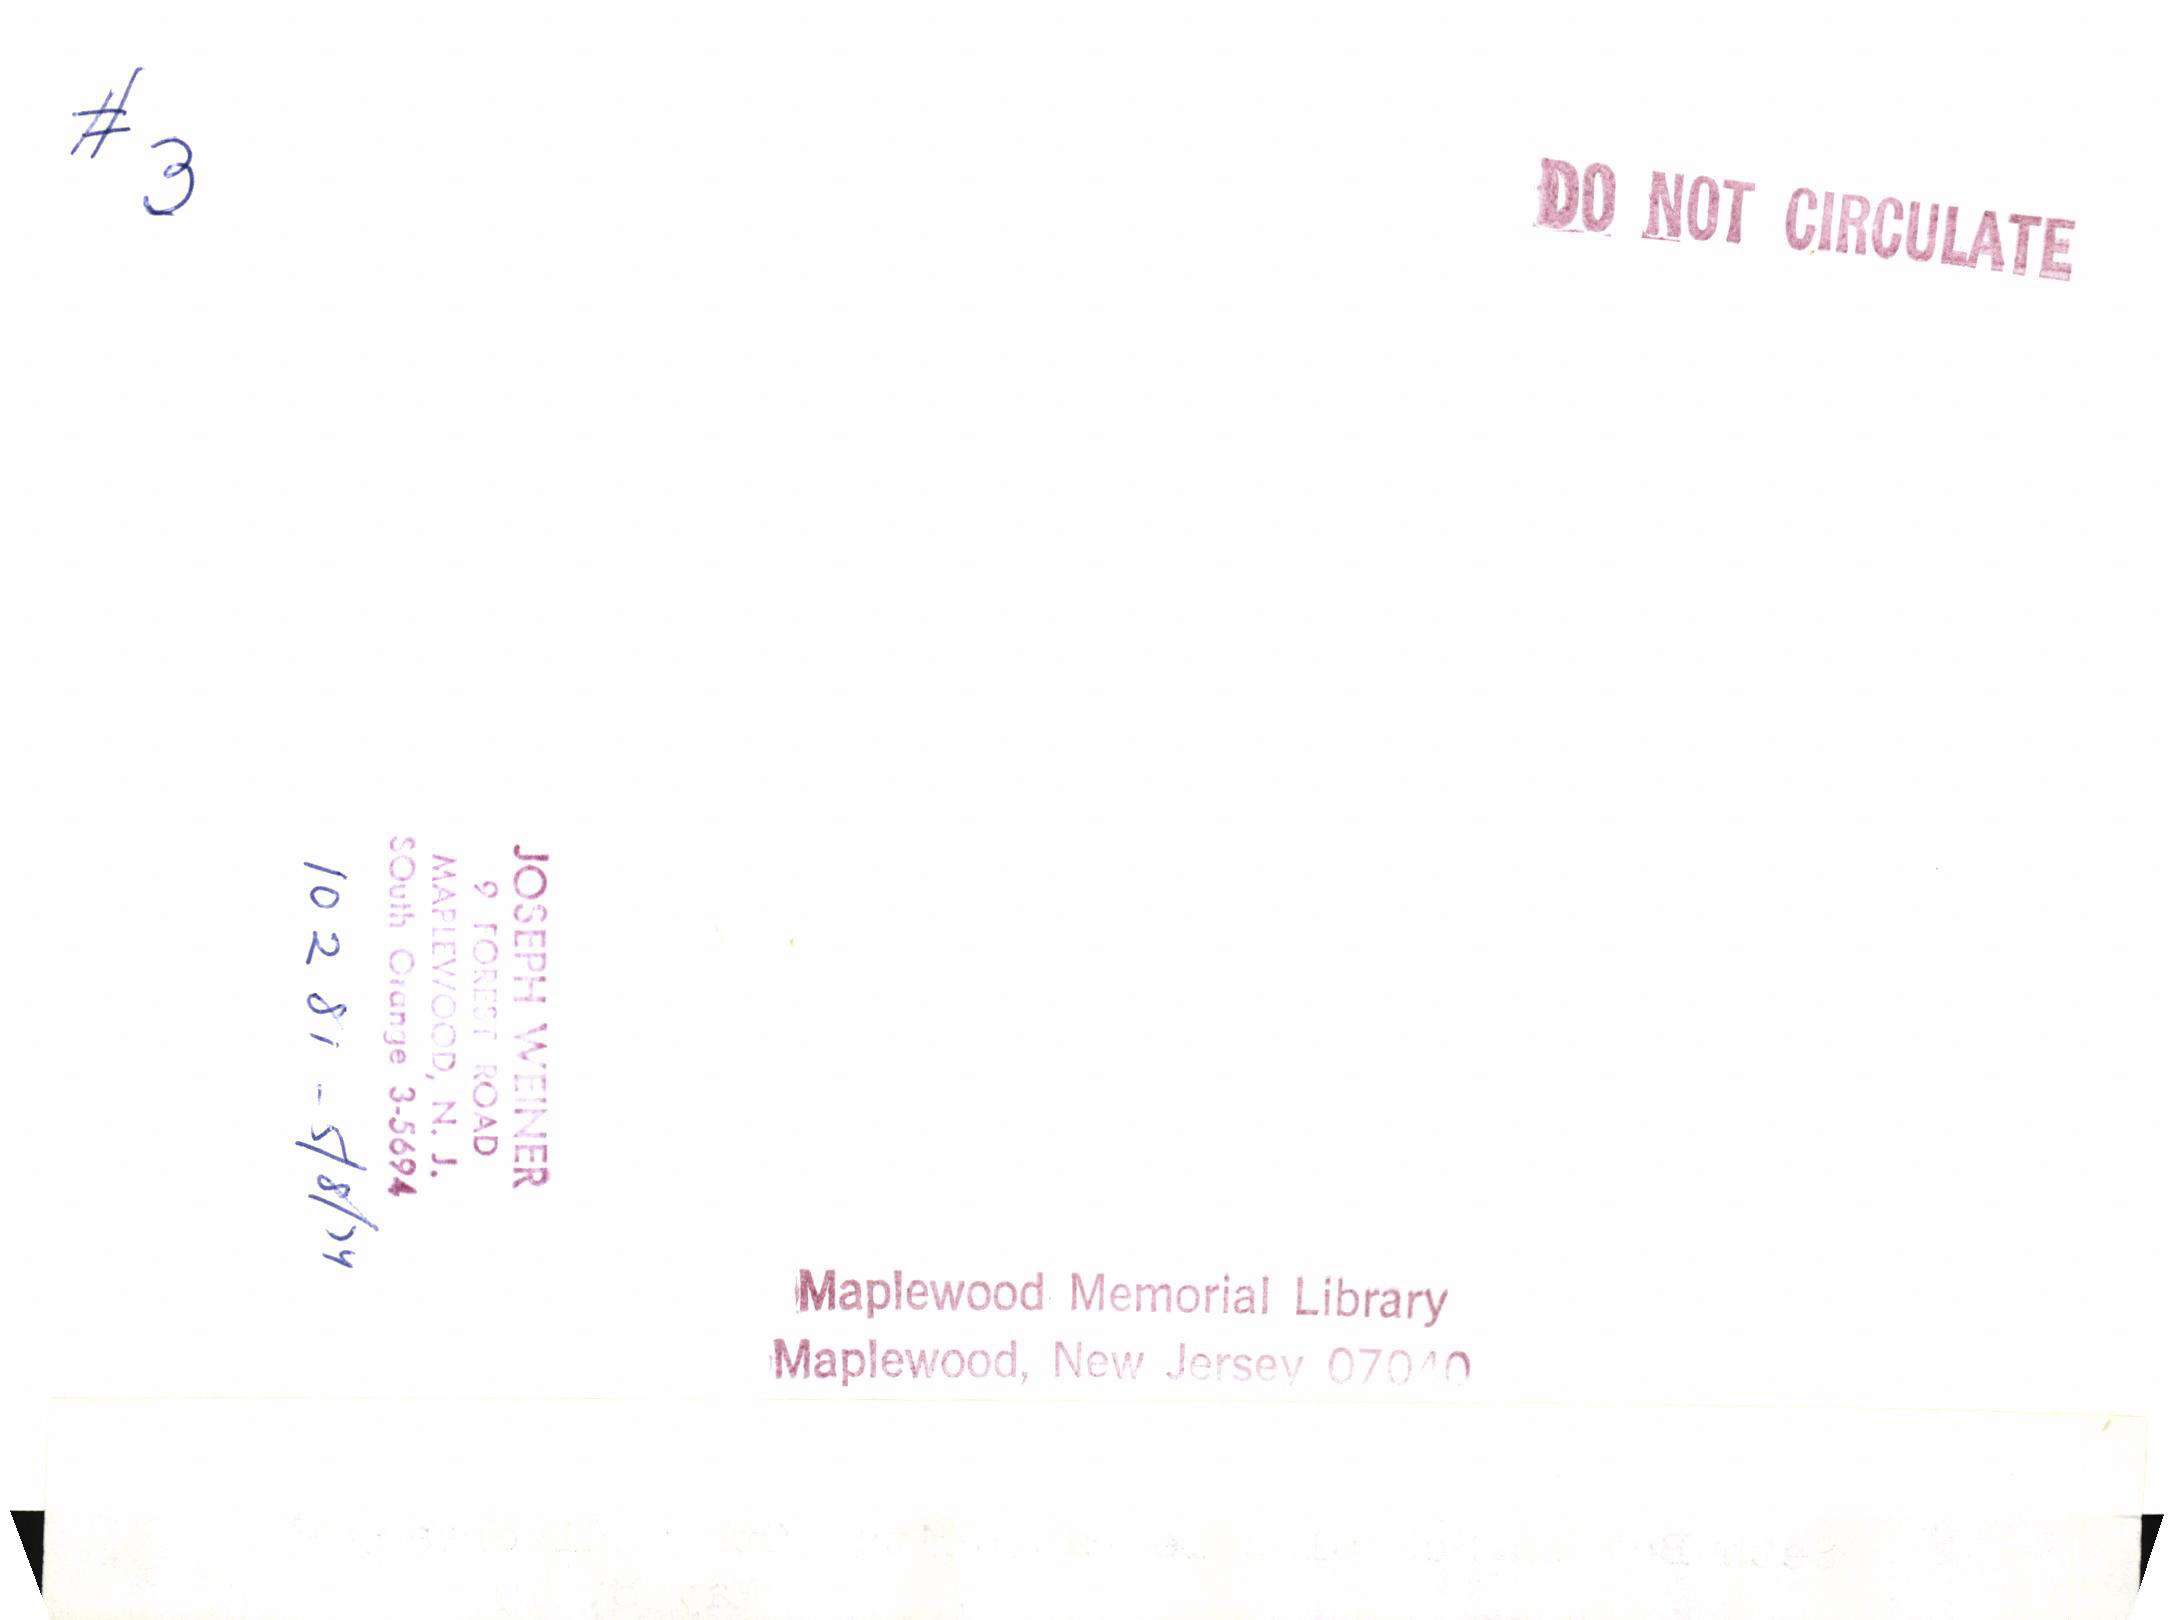 #3
DO NOT CIRCULATE
JOSEPH WEINER
9 FOREST ROAD
MAPLEWOOD, N. J.
SOuth Orange 3-5694
10281 - 5/8/74
Maplewood Memorial Library
Maplewood, New Jersey 07040